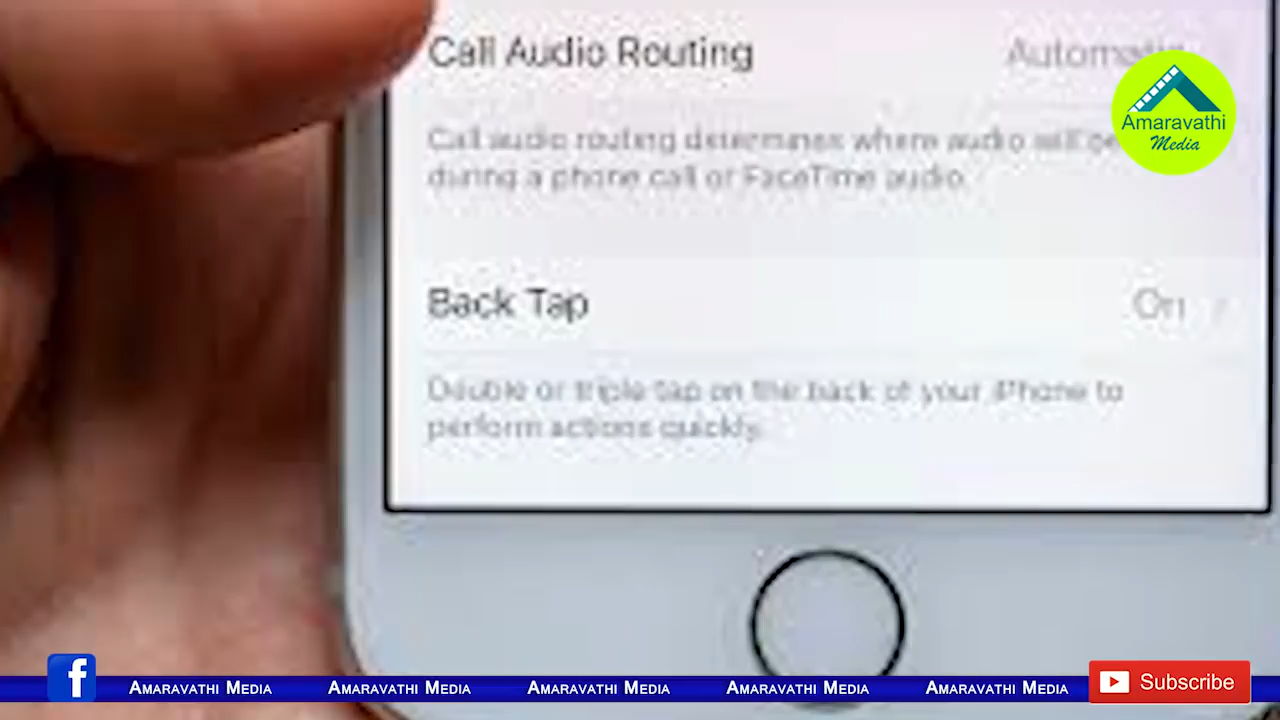 Call Audio Routing
Automatic
Call audio routing determines where audio will
during a phone call or FaceTime audio.
Back Tap
On
Double or triple tap on the back of your iPhone to
perform actions quickly.
Amaravathi
Media
f
AMARAVATHI MEDIA AMARAVATHI MEDIA AMARAVATHI MEDIA AMARAVATHI MEDIA AMARAVATHI MEDIA
Subscribe